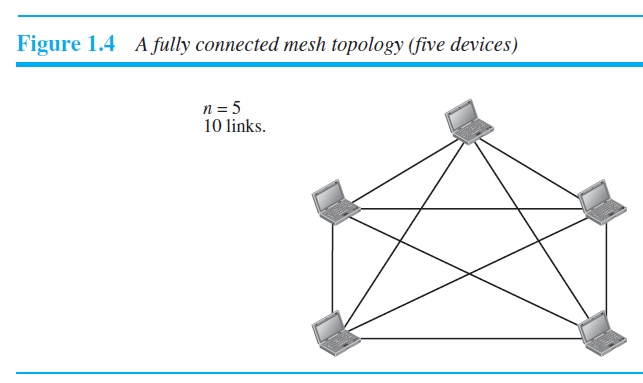 Figure 1.4 A fully connected mesh topology (five devices)
n = 5
10 links.